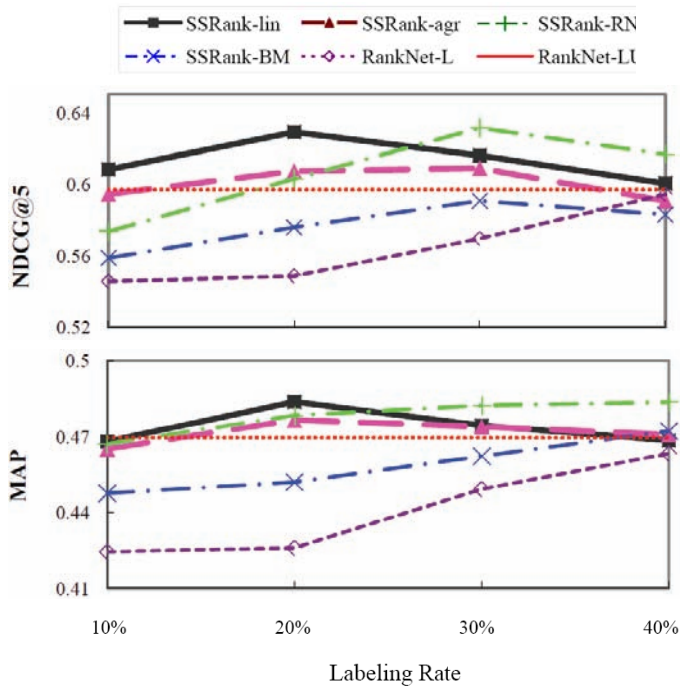 SSRank-lin SSRank-agr SSRank-RN
SSRank-BM RankNet-L RankNet-LU
0.64
0.6
0.56
0.52
NDCG@5
0.5
0.47
0.44
0.41
MAP
10% 20% 30% 40%
Labeling Rate